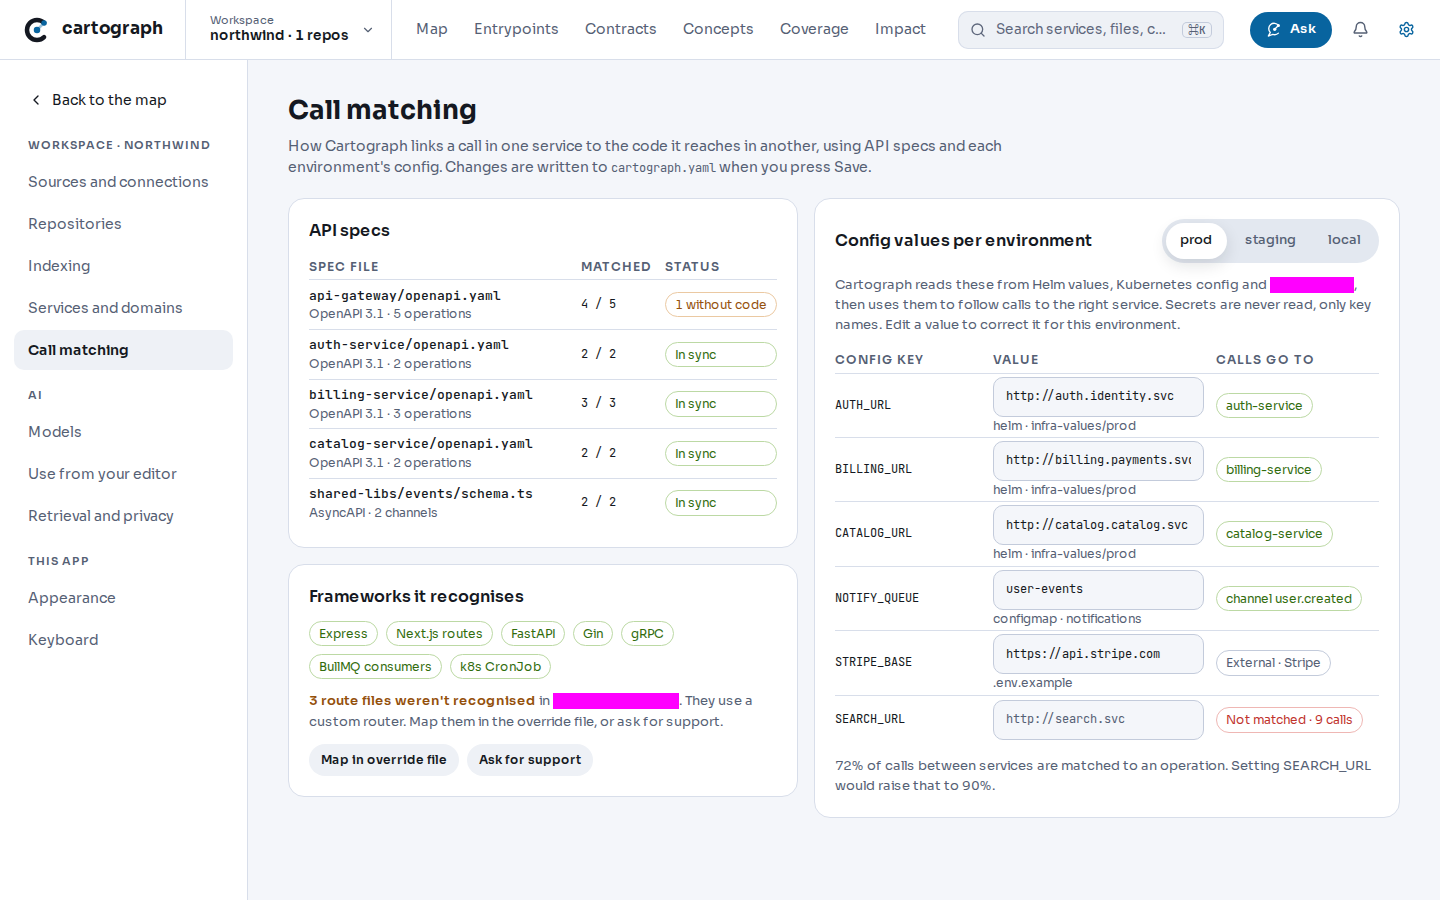 cartograph
Workspace
northwind · 1 repos
Map
Entrypoints
Contracts
Concepts
Coverage
Impact
Search services, files, c...
⌘K
Ask
Back to the map
WORKSPACE · NORTHWIND
Sources and connections
Repositories
Indexing
Services and domains
Call matching
AI
Models
Use from your editor
Retrieval and privacy
THIS APP
Appearance
Keyboard
Call matching
How Cartograph links a call in one service to the code it reaches in another, using API specs and each
environment's config. Changes are written to cartograph.yaml when you press Save.
API specs
SPEC FILE MATCHED STATUS
api-gateway/openapi.yaml
OpenAPI 3.1 · 5 operations
4 / 5
1 without code
auth-service/openapi.yaml
OpenAPI 3.1 · 2 operations
2 / 2
In sync
billing-service/openapi.yaml
OpenAPI 3.1 · 3 operations
3 / 3
In sync
catalog-service/openapi.yaml
OpenAPI 3.1 · 2 operations
2 / 2
In sync
shared-libs/events/schema.ts
AsyncAPI · 2 channels
2 / 2
In sync
Frameworks it recognises
Express Next.js routes FastAPI Gin gRPC
BullMQ consumers k8s CronJob
3 route files weren't recognised in . They use a
custom router. Map them in the override file, or ask for support.
Map in override file Ask for support
Config values per environment
prod staging local
Cartograph reads these from Helm values, Kubernetes config and ,
then uses them to follow calls to the right service. Secrets are never read, only key
names. Edit a value to correct it for this environment.
CONFIG KEY VALUE CALLS GO TO
AUTH_URL
http://auth.identity.svc
helm · infra-values/prod
auth-service
BILLING_URL
http://billing.payments.svc
helm · infra-values/prod
billing-service
CATALOG_URL
http://catalog.catalog.svc
helm · infra-values/prod
catalog-service
NOTIFY_QUEUE
user-events
configmap · notifications
channel user.created
STRIPE_BASE
https://api.stripe.com
.env.example
External · Stripe
SEARCH_URL
http://search.svc
Not matched · 9 calls
72% of calls between services are matched to an operation. Setting SEARCH_URL
would raise that to 90%.